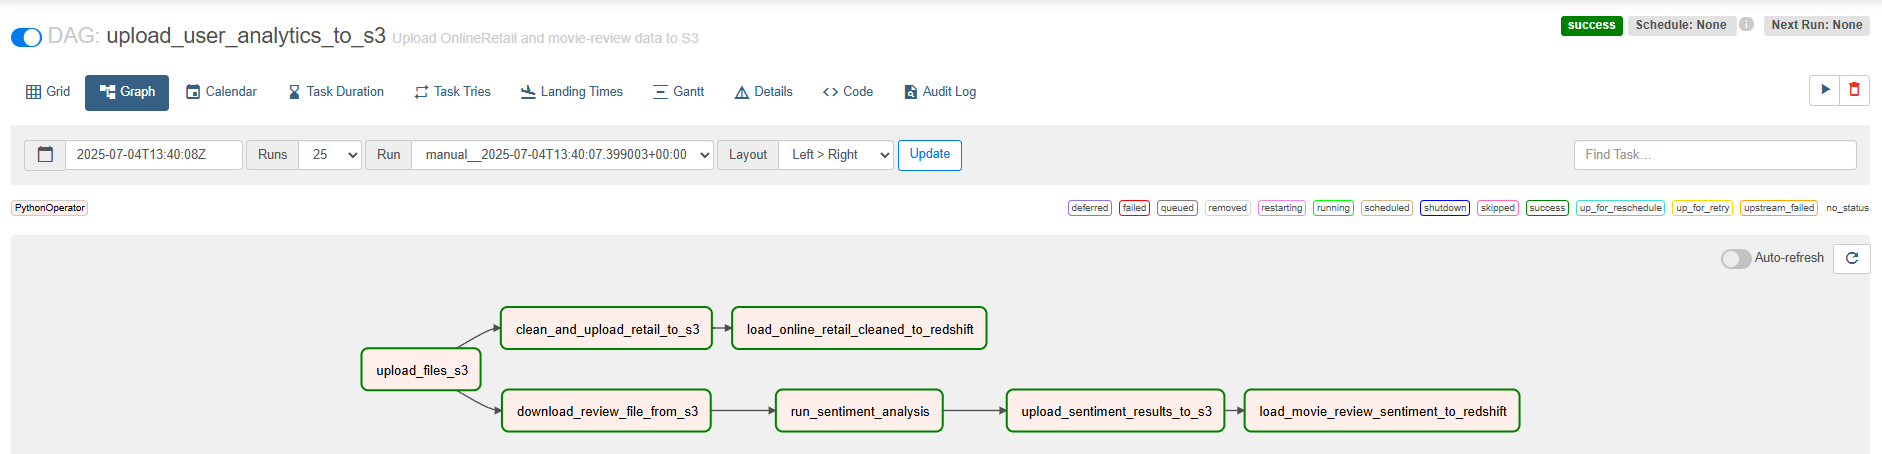 DAG: upload_user_analytics_to_s3 Upload OnlineRetail and movie-review data to S3
success Schedule: None i Next Run: None
Grid Graph Calendar Task Duration Task Tries Landing Times Gantt Details Code Audit Log
2025-07-04T13:40:08Z Runs 25 Run manual__2025-07-04T13:40:07.399003+00:00 Layout Left > Right Update Find Task...
PythonOperator deferred failed queued removed restarting running scheduled shutdown skipped success up_for_reschedule up_for_retry upstream_failed no_status
Auto-refresh
clean_and_upload_retail_to_s3 load_online_retail_cleaned_to_redshift
upload_files_s3
download_review_file_from_s3 run_sentiment_analysis upload_sentiment_results_to_s3 load_movie_review_sentiment_to_redshift